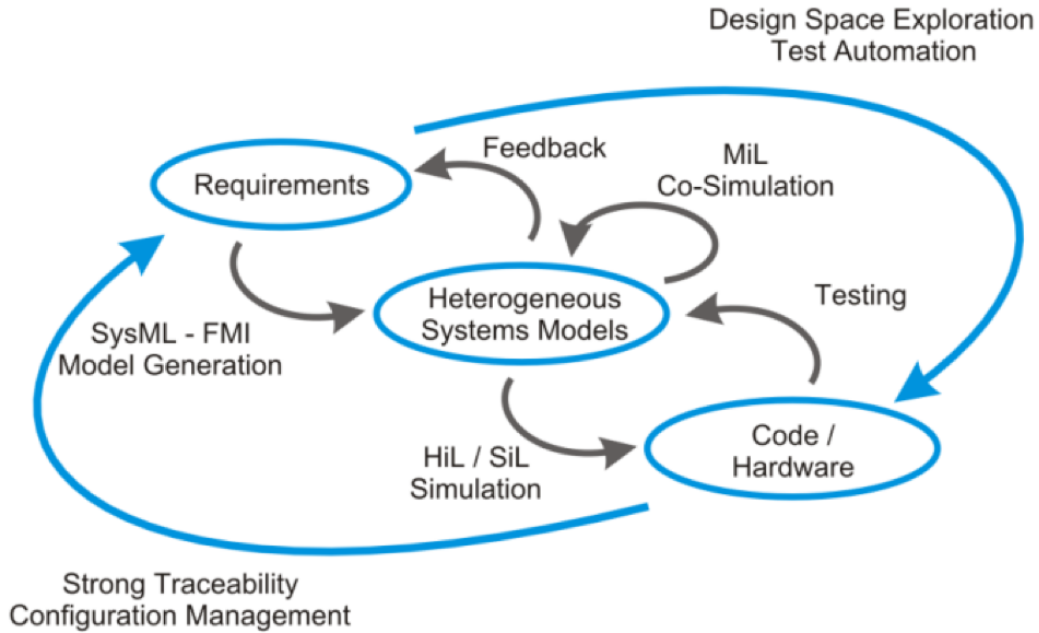 Design Space Exploration
Test Automation
Feedback
MiL
Co-Simulation
Requirements
Heterogeneous
Systems Models
Testing
SysML - FMI
Model Generation
Code /
Hardware
HiL / SiL
Simulation
Strong Traceability
Configuration Management